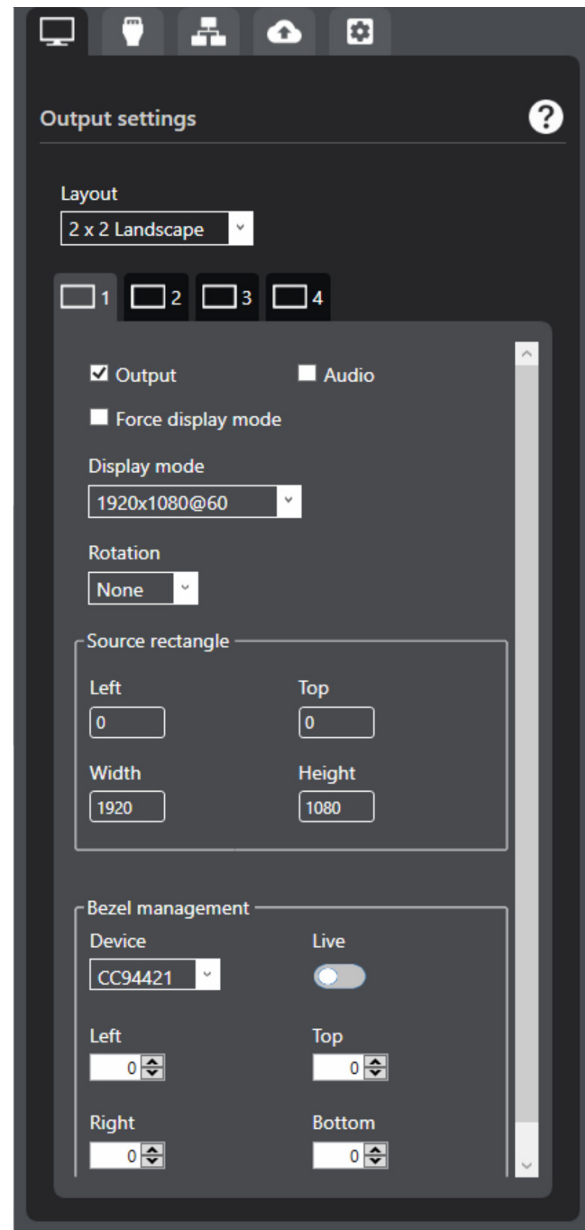 Output settings
?
Layout
2 x 2 Landscape
1 2 3 4
Output Audio
Force display mode
Display mode
1920x1080@60
Rotation
None
Source rectangle
Left Top
0 0
Width Height
1920 1080
Bezel management
Device Live
CC94421
Left Top
0 0
Right Bottom
0 0